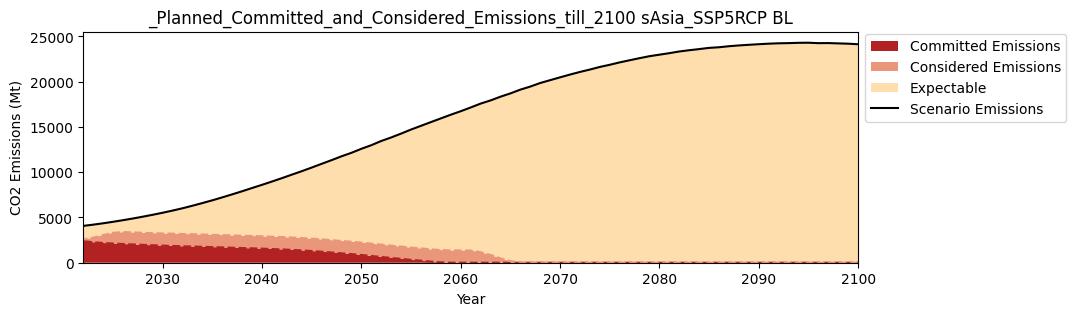 _Planned_Committed_and_Considered_Emissions_till_2100 sAsia_SSP5RCP BL
25000
20000
15000
10000
5000
0
CO2 Emissions (Mt)
2030 2040 2050 2060 2070 2080 2090 2100
Year
Committed Emissions
Considered Emissions
Expectable
Scenario Emissions